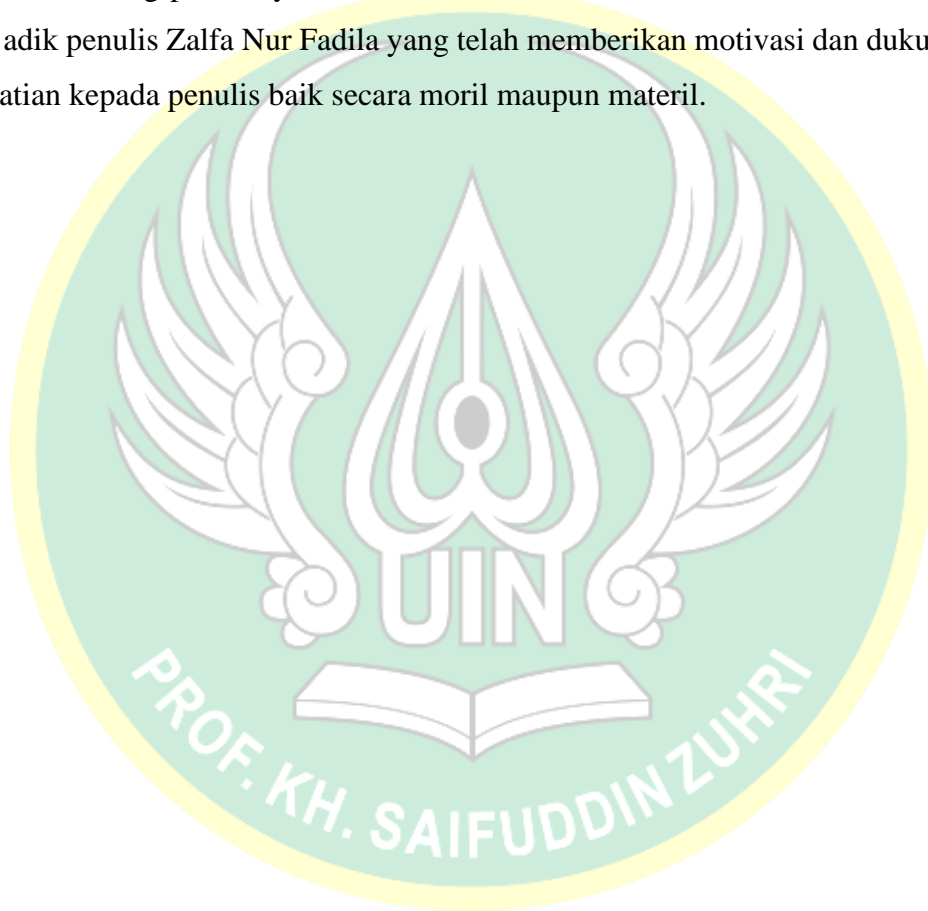 adik penulis Zalfa Nur Fadila yang telah memberikan motivasi dan duku
atian kepada penulis baik secara moril maupun materil.
UIN
PROF. KH. SAIFUDDIN ZUHRI